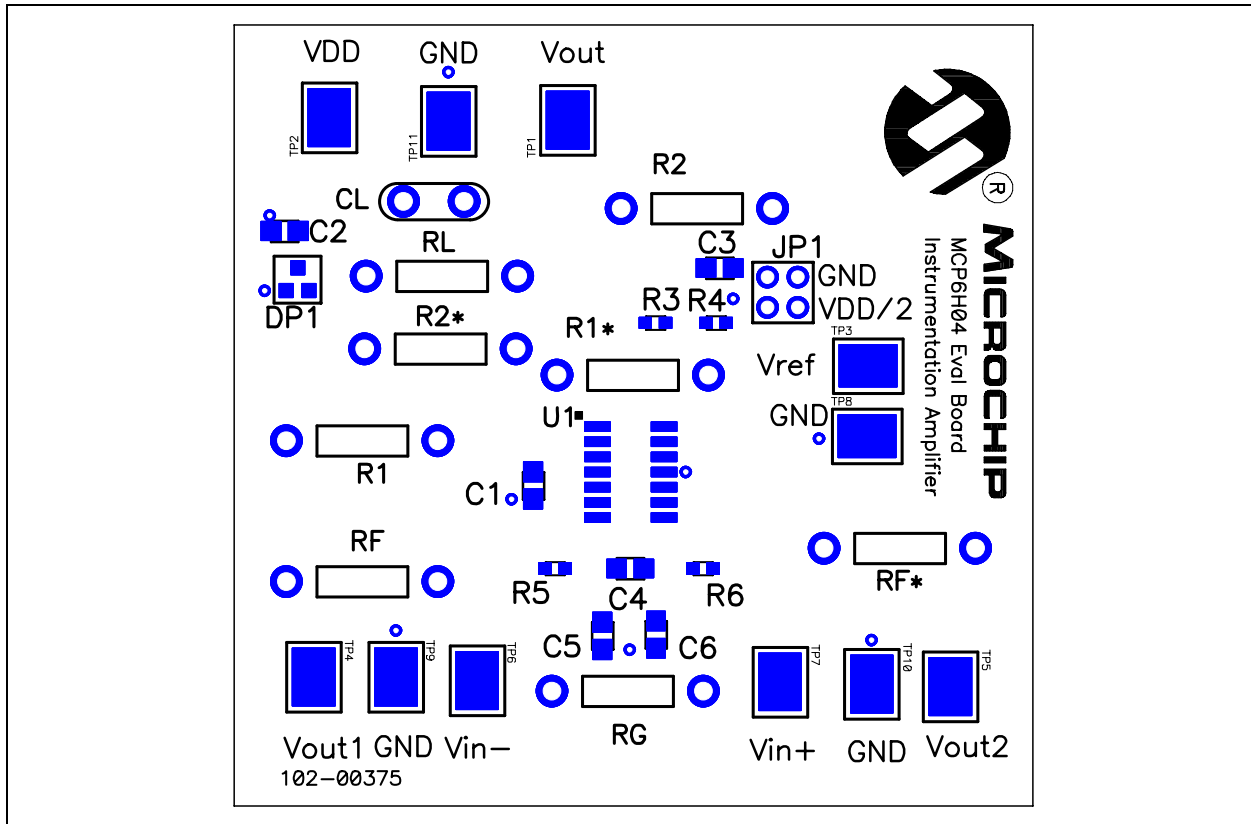 VDD GND Vout
TP2 TP11 TP1
R2
®
CL
C2
RL
C3 JP1
GND
DP1
R3 R4 VDD/2
R2*
R1*
TP3
Vref
TP8
U1 GND
MICROCHIP
MCP6H04 Eval Board
Instrumentation Amplifier
R1
C1
RF
RF*
R5 C4 R6
C5 C6
TP4 TP9 TP6 TP7 TP10 TP5
RG
Vout1 GND Vin- Vin+ GND Vout2
102-00375